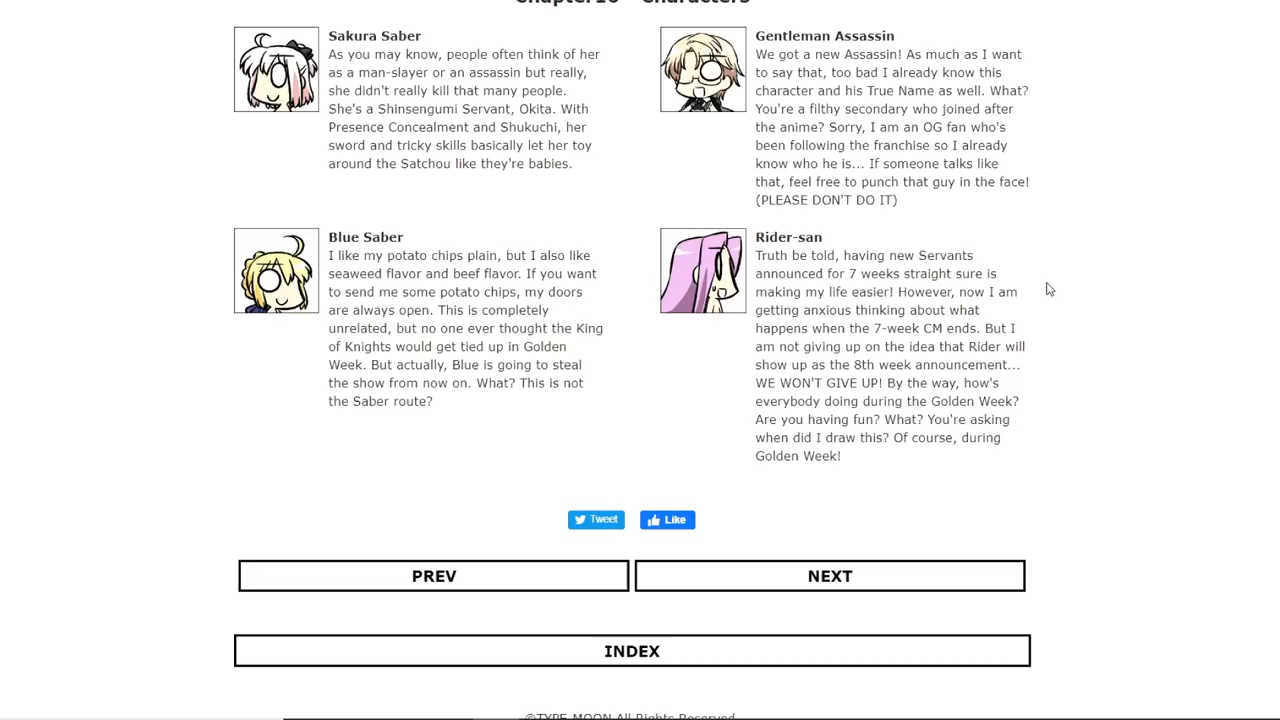 Chapter16 - Characters
Sakura Saber
As you may know, people often think of her
as a man-slayer or an assassin but really,
she didn't really kill that many people.
She's a Shinsengumi Servant, Okita. With
Presence Concealment and Shukuchi, her
sword and tricky skills basically let her toy
around the Satchou like they're babies.
Gentleman Assassin
We got a new Assassin! As much as I want
to say that, too bad I already know this
character and his True Name as well. What?
You're a filthy secondary who joined after
the anime? Sorry, I am an OG fan who's
been following the franchise so I already
know who he is... If someone talks like
that, feel free to punch that guy in the face!
(PLEASE DON'T DO IT)
Blue Saber
I like my potato chips plain, but I also like
seaweed flavor and beef flavor. If you want
to send me some potato chips, my doors
are always open. This is completely
unrelated, but no one ever thought the King
of Knights would get tied up in Golden
Week. But actually, Blue is going to steal
the show from now on. What? This is not
the Saber route?
Rider-san
Truth be told, having new Servants
announced for 7 weeks straight sure is
making my life easier! However, now I am
getting anxious thinking about what
happens when the 7-week CM ends. But I
am not giving up on the idea that Rider will
show up as the 8th week announcement...
WE WON'T GIVE UP! By the way, how's
everybody doing during the Golden Week?
Are you having fun? What? You're asking
when did I draw this? Of course, during
Golden Week!
Tweet
Like
PREV
NEXT
INDEX
©TYPE-MOON All Rights Reserved